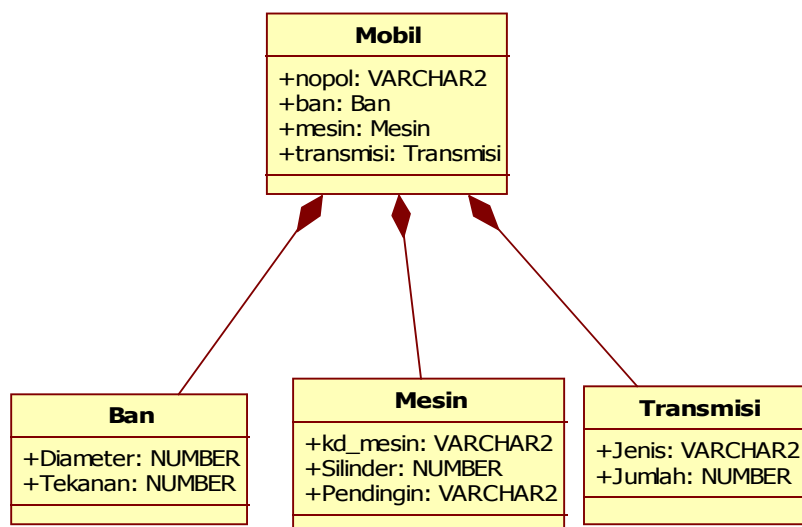 Mobil
+nopol: VARCHAR2
+ban: Ban
+mesin: Mesin
+transmisi: Transmisi
Ban
+Diameter: NUMBER
+Tekanan: NUMBER
Mesin
+kd_mesin: VARCHAR2
+Silinder: NUMBER
+Pendingin: VARCHAR2
Transmisi
+Jenis: VARCHAR2
+Jumlah: NUMBER